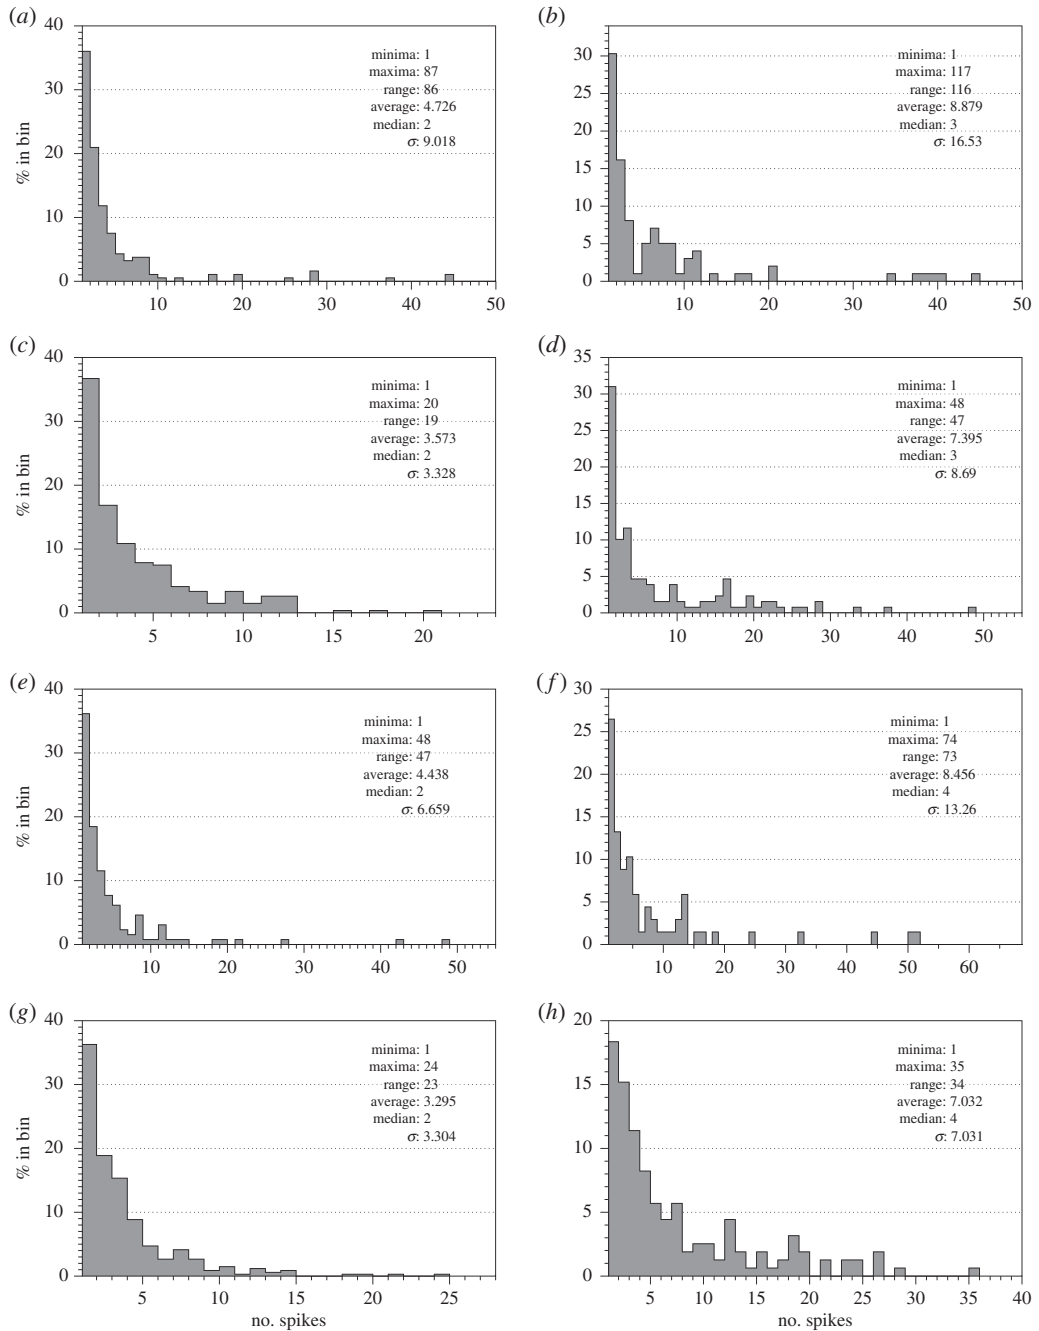 (a)
% in bin
40
30
20
10
0
10 20 30 40 50
minima: 1
maxima: 87
range: 86
average: 4.726
median: 2
σ: 9.018
(b)
30
25
20
15
10
5
0
10 20 30 40 50
minima: 1
maxima: 117
range: 116
average: 8.879
median: 3
σ: 16.53
(c)
% in bin
40
30
20
10
0
5 10 15 20
minima: 1
maxima: 20
range: 19
average: 3.573
median: 2
σ: 3.328
(d)
35
30
25
20
15
10
5
0
10 20 30 40 50
minima: 1
maxima: 48
range: 47
average: 7.395
median: 3
σ: 8.69
(e)
% in bin
40
30
20
10
0
10 20 30 40 50
minima: 1
maxima: 48
range: 47
average: 4.438
median: 2
σ: 6.659
(f)
30
25
20
15
10
5
0
10 20 30 40 50 60
minima: 1
maxima: 74
range: 73
average: 8.456
median: 4
σ: 13.26
(g)
% in bin
40
30
20
10
0
5 10 15 20 25
no. spikes
minima: 1
maxima: 24
range: 23
average: 3.295
median: 2
σ: 3.304
(h)
20
15
10
5
0
5 10 15 20 25 30 35 40
no. spikes
minima: 1
maxima: 35
range: 34
average: 7.032
median: 4
σ: 7.031